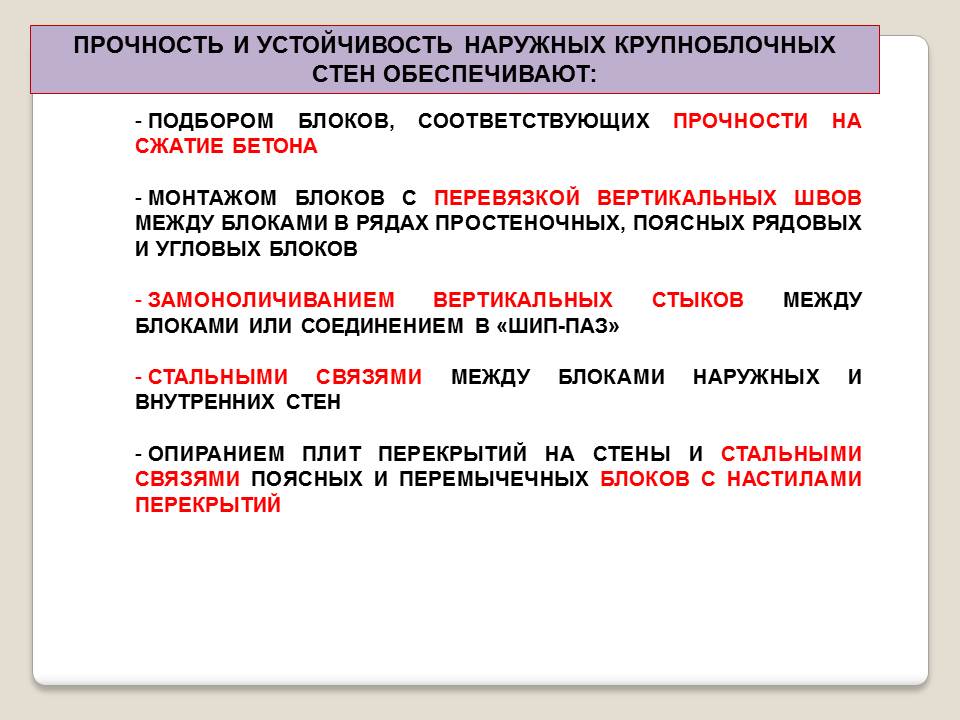 ПРОЧНОСТЬ И УСТОЙЧИВОСТЬ НАРУЖНЫХ КРУПНОБЛОЧНЫХ
СТЕН ОБЕСПЕЧИВАЮТ:
- ПОДБОРОМ БЛОКОВ, СООТВЕТСТВУЮЩИХ ПРОЧНОСТИ НА
СЖАТИЕ БЕТОНА
- МОНТАЖОМ БЛОКОВ С ПЕРЕВЯЗКОЙ ВЕРТИКАЛЬНЫХ ШВОВ
МЕЖДУ БЛОКАМИ В РЯДАХ ПРОСТЕНОЧНЫХ, ПОЯСНЫХ РЯДОВЫХ
И УГЛОВЫХ БЛОКОВ
- ЗАМОНОЛИЧИВАНИЕМ ВЕРТИКАЛЬНЫХ СТЫКОВ МЕЖДУ
БЛОКАМИ ИЛИ СОЕДИНЕНИЕМ В «ШИП-ПАЗ»
- СТАЛЬНЫМИ СВЯЗЯМИ МЕЖДУ БЛОКАМИ НАРУЖНЫХ И
ВНУТРЕННИХ СТЕН
- ОПИРАНИЕМ ПЛИТ ПЕРЕКРЫТИЙ НА СТЕНЫ И СТАЛЬНЫМИ
СВЯЗЯМИ ПОЯСНЫХ И ПЕРЕМЫЧЕЧНЫХ БЛОКОВ С НАСТИЛАМИ
ПЕРЕКРЫТИЙ